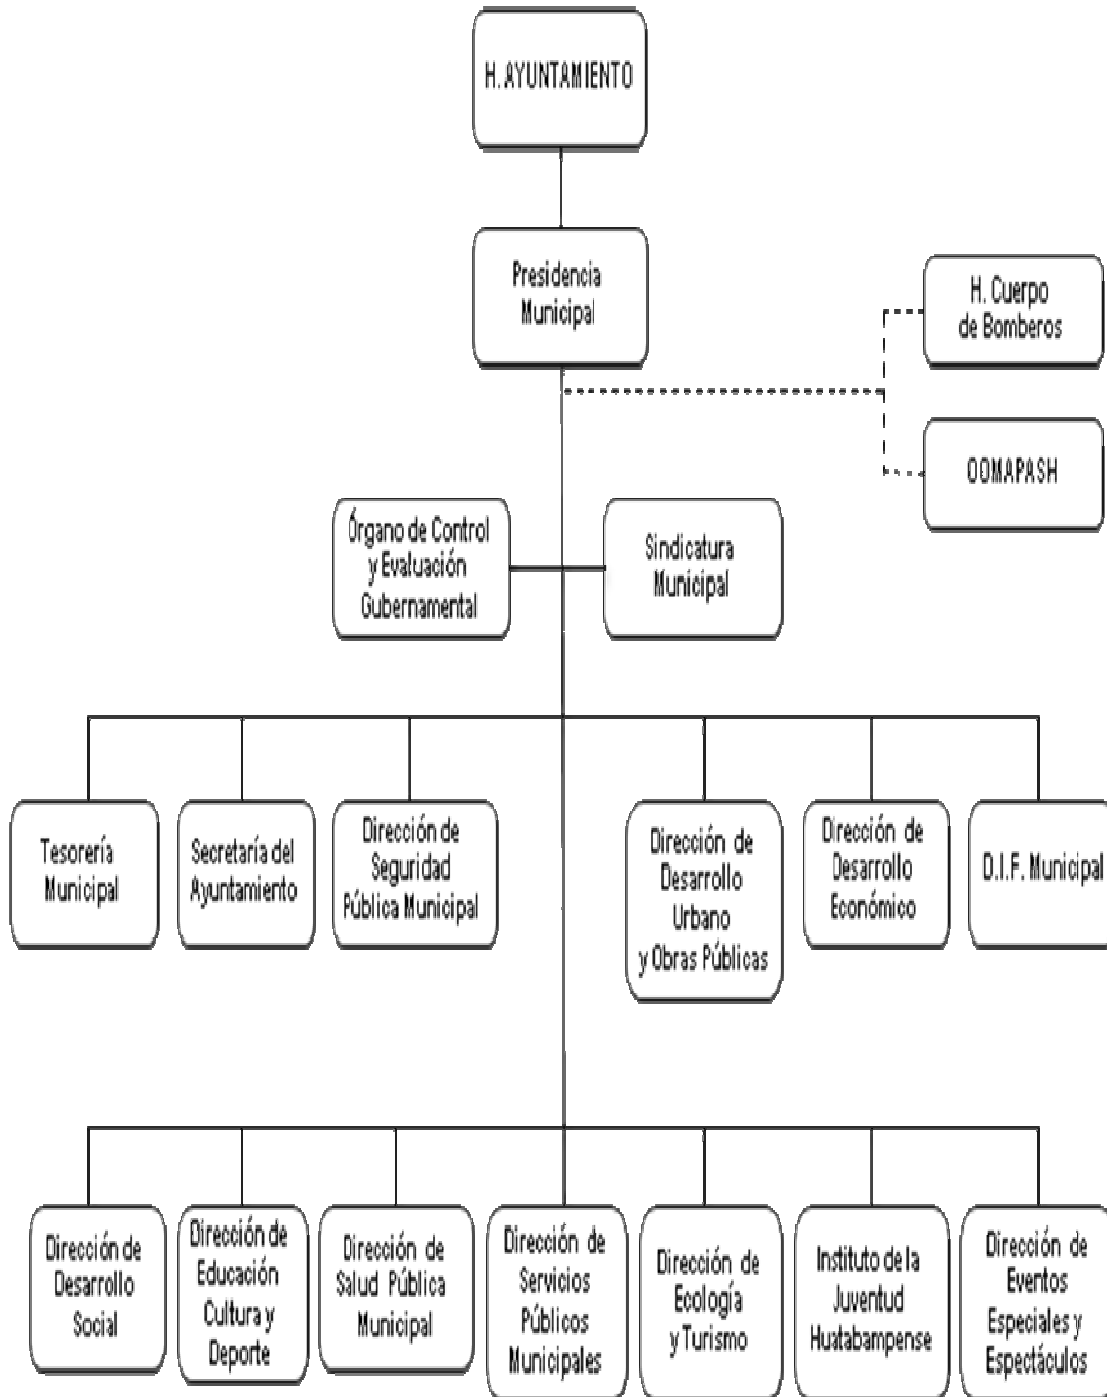 H. AYUNTAMIENTO
Presidencia
Municipal
H. Cuerpo
de Bomberos
OOMAPASH
Órgano de Control
y Evaluación
Gubernamental
Sindicatura
Municipal
Tesorería
Municipal
Secretaría del
Ayuntamiento
Dirección de
Seguridad
Pública Municipal
Dirección de
Desarrollo
Urbano
y Obras Públicas
Dirección de
Desarrollo
Económico
D.I.F. Municipal
Dirección de
Desarrollo
Social
Dirección de
Educación
Cultura y
Deporte
Dirección de
Salud Pública
Municipal
Dirección de
Servicios
Públicos
Municipales
Dirección de
Ecología
y Turismo
Instituto de la
Juventud
Huatabampense
Dirección de
Eventos
Especiales y
Espectáculos